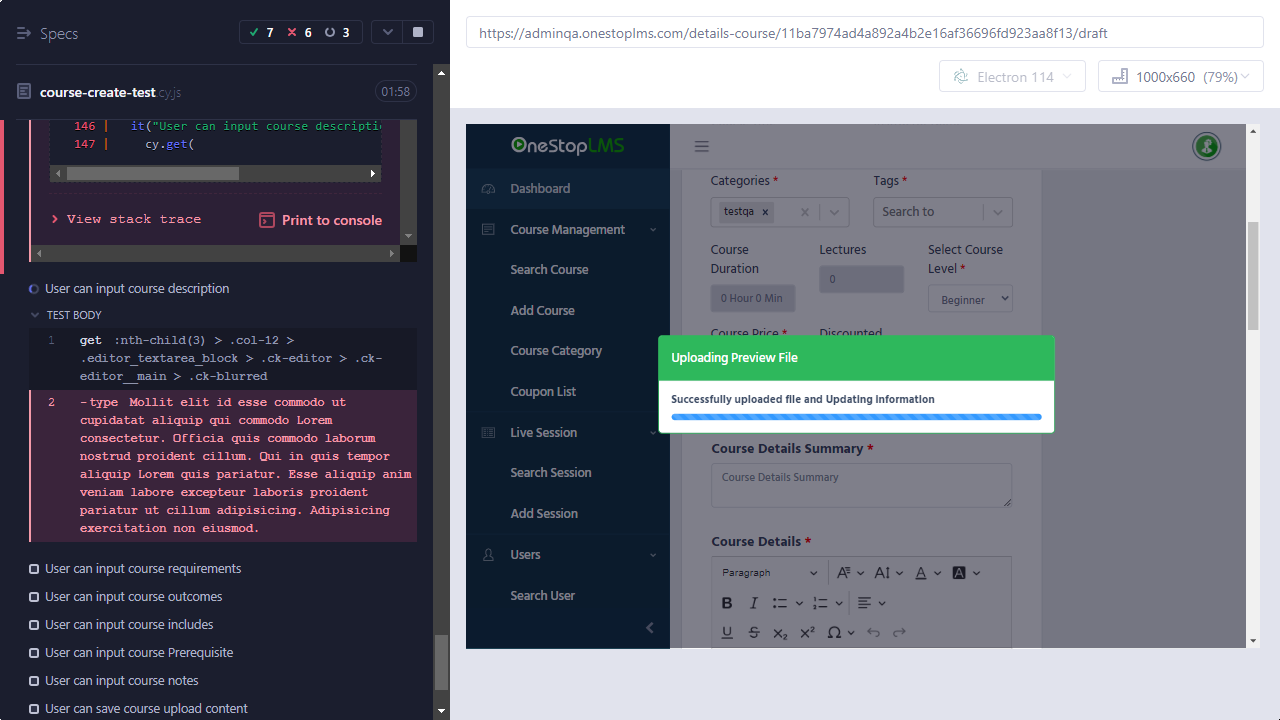 Specs
7 6 3
course-create-test.cy.js 01:58
146 | it("User can input course descripti
147 | cy.get(
View stack trace
Print to console
User can input course description
TEST BODY
1 get :nth-child(3) > .col-12 >
.editor_textarea_block > .ck-editor > .ck-
editor__main > .ck-blurred
2 -type Mollit elit id esse commodo ut
cupidatat aliquip qui commodo Lorem
consectetur. Officia quis commodo laborum
nostrud proident cillum. Qui in quis tempor
aliquip Lorem quis pariatur. Esse aliquip anim
veniam labore excepteur laboris proident
pariatur ut cillum adipisicing. Adipisicing
exercitation non eiusmod.
User can input course requirements
User can input course outcomes
User can input course includes
User can input course Prerequisite
User can input course notes
User can save course upload content
https://adminqa.onestoplms.com/details-course/11ba7974ad4a892a4b2e16af36696fd923aa8f13/draft
Electron 114
1000x660 (79%)
OneStopLMS
Dashboard
Course Management
Search Course
Add Course
Course Category
Coupon List
Live Session
Search Session
Add Session
Users
Search User
Categories *
Tags *
testqa
Search to
Course
Duration
Lectures
Select Course
Level *
0 Hour 0 Min
0
Beginner
Course Price *
Discounted
Uploading Preview File
Successfully uploaded file and Updating Information
Course Details Summary *
Course Details Summary
Course Details *
Paragraph